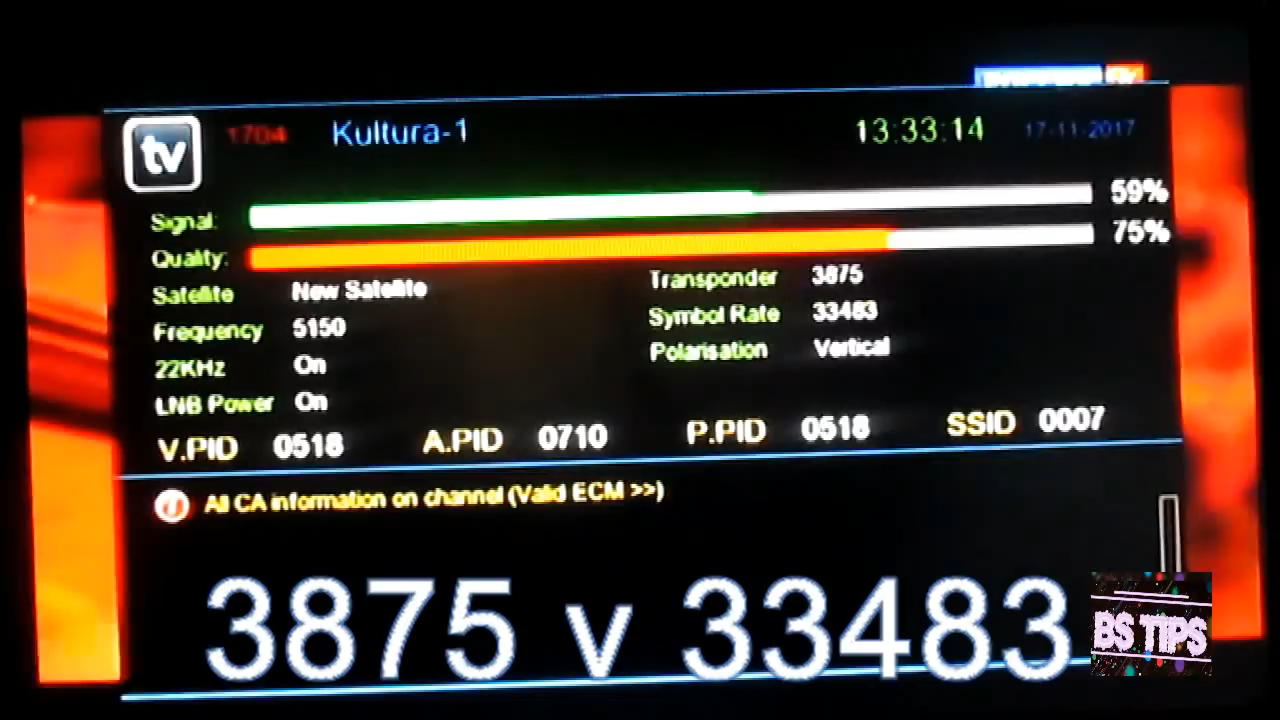 tv 1704 Kultura-1 13:33:14 17-11-2017
Signal: 59%
Quality: 75%
Satellite New Satellite Transponder 3875
Frequency 5150 Symbol Rate 33483
22KHz On Polarisation Vertical
LNB Power On
V.PID 0518 A.PID 0710 P.PID 0518 SSID 0007
All CA information on channel (Valid ECM >>)
3875 v 33483
BS TIPS